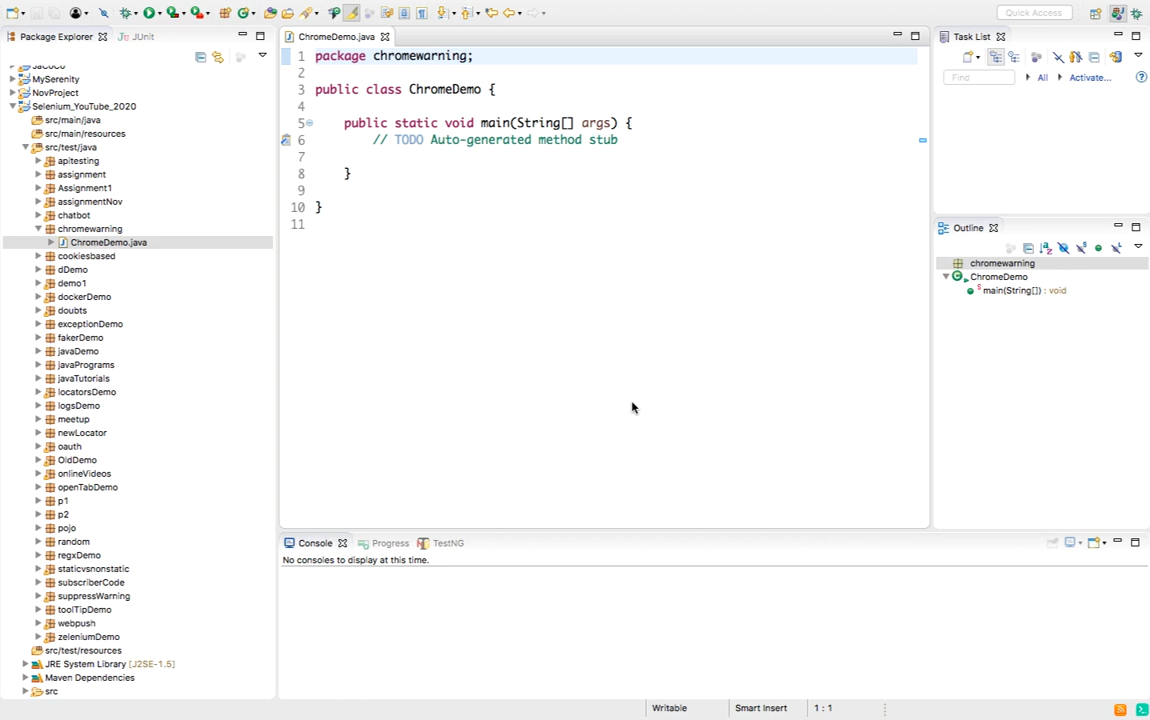 Quick Access
Package Explorer
JUnit
JaCoCo
MySerenity
NovProject
Selenium_YouTube_2020
src/main/java
src/main/resources
src/test/java
apitesting
assignment
Assignment1
assignmentNov
chatbot
chromewarning
ChromeDemo.java
cookiesbased
dDemo
demo1
dockerDemo
doubts
exceptionDemo
fakerDemo
javaDemo
javaPrograms
javaTutorials
locatorsDemo
logsDemo
meetup
newLocator
oauth
OldDemo
onlineVideos
openTabDemo
p1
p2
pojo
random
regxDemo
staticvsnonstatic
subscriberCode
suppressWarning
toolTipDemo
webpush
zeleniumDemo
src/test/resources
JRE System Library [J2SE-1.5]
Maven Dependencies
src
ChromeDemo.java
1 package chromewarning;
2
3 public class ChromeDemo {
4
5 public static void main(String[] args) {
6 // TODO Auto-generated method stub
7
8 }
9
10 }
11
Console Progress TestNG
No consoles to display at this time.
Task List
Find All Activate...
Outline
chromewarning
ChromeDemo
main(String[]) : void
Writable Smart Insert 1 : 1